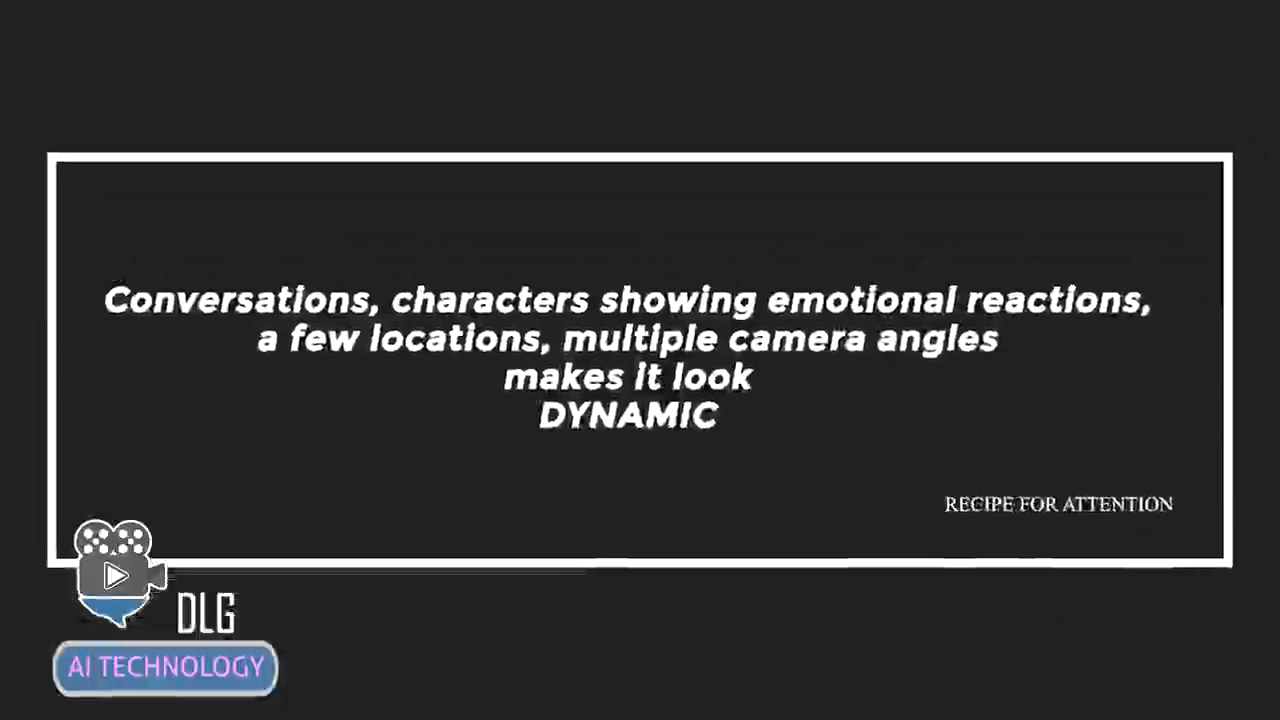 Conversations, characters showing emotional reactions,
a few locations, multiple camera angles
makes it look
DYNAMIC
RECIPE FOR ATTENTION
DLG
AI TECHNOLOGY